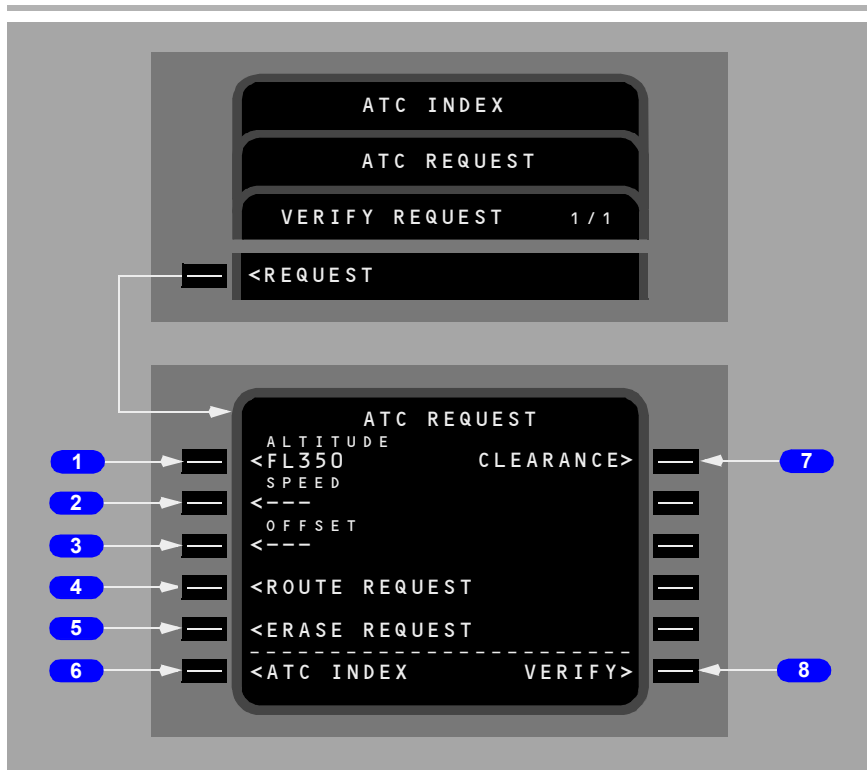 ATC INDEX
ATC REQUEST
VERIFY REQUEST 1/1
<REQUEST
ATC REQUEST
ALTITUDE
1 <FL350 CLEARANCE> 7
SPEED
2 <---
OFFSET
3 <---
4 <ROUTE REQUEST
5 <ERASE REQUEST
-------------------------
6 <ATC INDEX VERIFY> 8